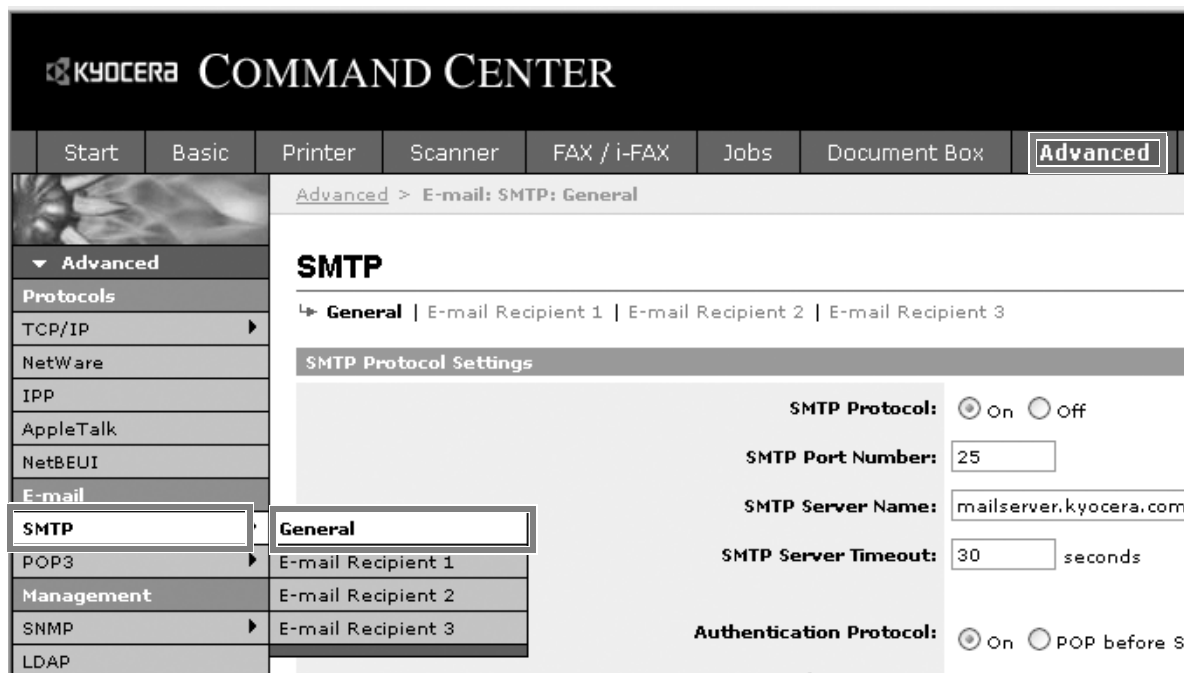 KYOCERA COMMAND CENTER
Start Basic Printer Scanner FAX / i-FAX Jobs Document Box Advanced
Advanced > E-mail: SMTP: General
Advanced
Protocols
TCP/IP
NetWare
IPP
AppleTalk
NetBEUI
E-mail
SMTP
POP3
Management
SNMP
LDAP
General
E-mail Recipient 1
E-mail Recipient 2
E-mail Recipient 3
SMTP
General | E-mail Recipient 1 | E-mail Recipient 2 | E-mail Recipient 3
SMTP Protocol Settings
SMTP Protocol: On Off
SMTP Port Number: 25
SMTP Server Name: mailserver.kyocera.com
SMTP Server Timeout: 30 seconds
Authentication Protocol: On POP before S